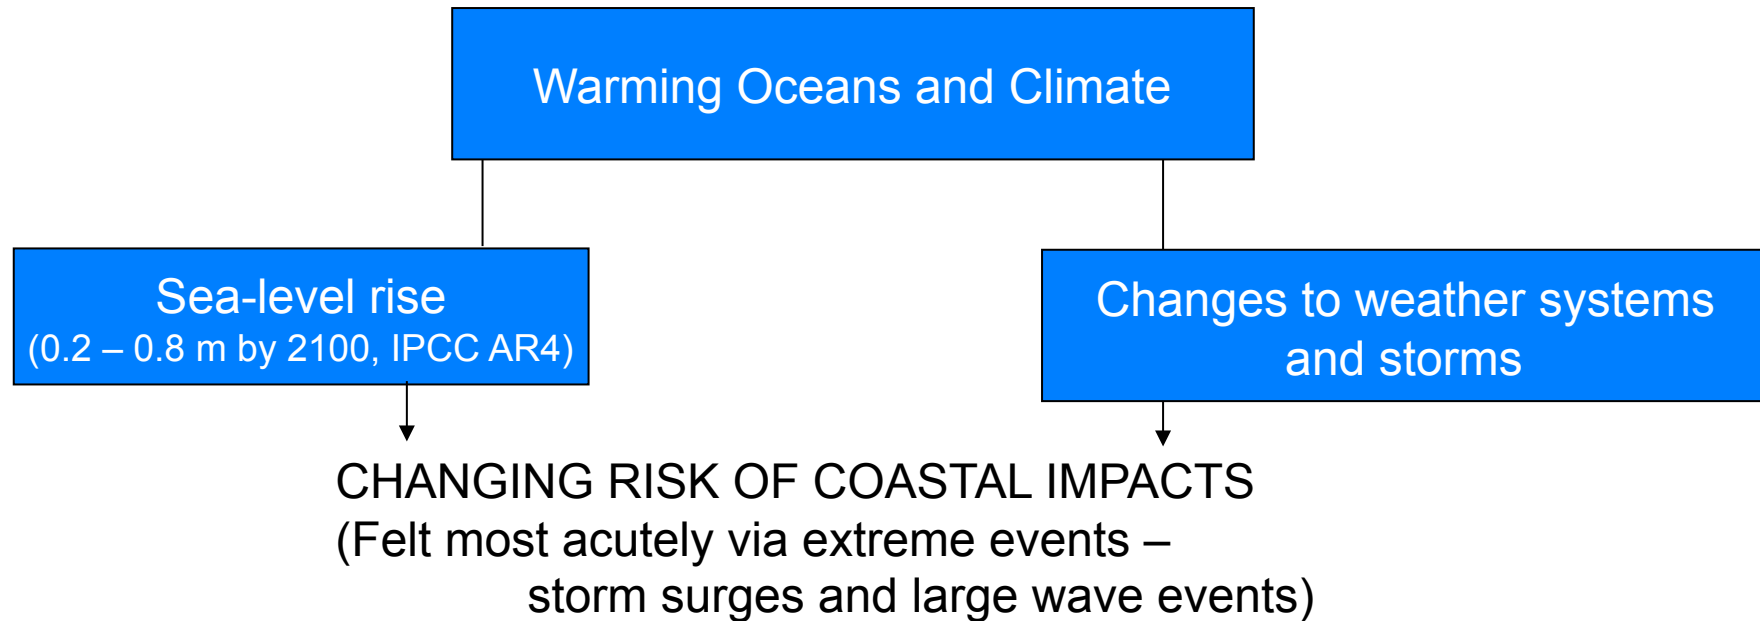 Warming Oceans and Climate
Sea-level rise
(0.2 – 0.8 m by 2100, IPCC AR4)
Changes to weather systems
and storms
CHANGING RISK OF COASTAL IMPACTS
(Felt most acutely via extreme events –
storm surges and large wave events)